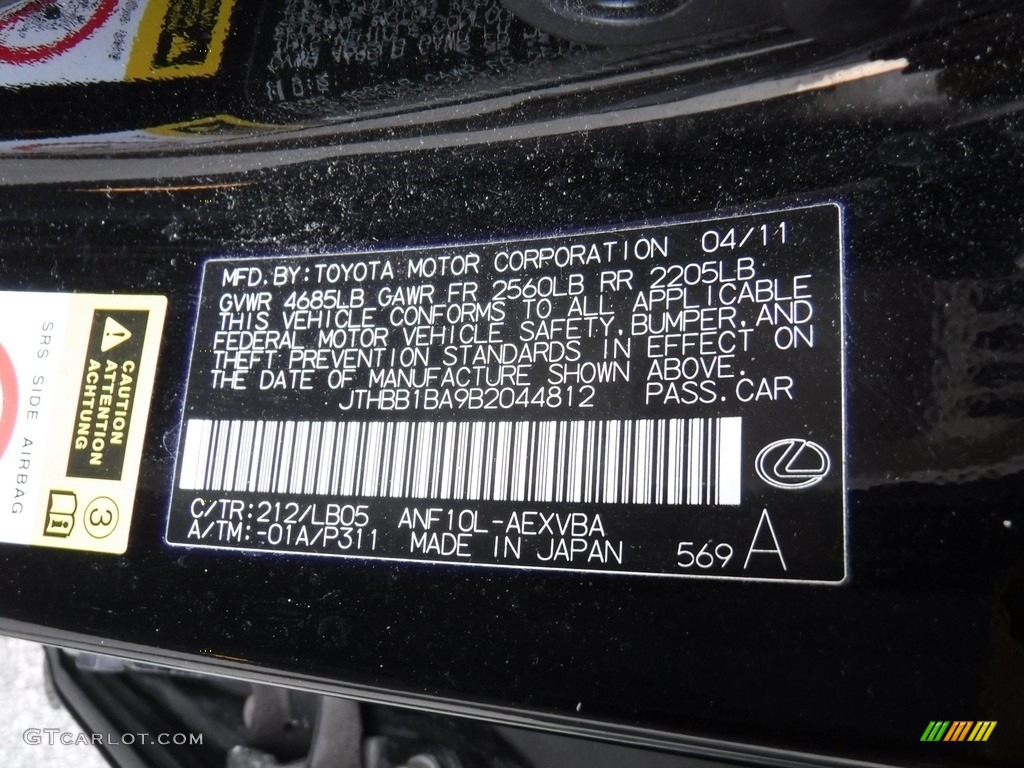 MFD.BY:TOYOTA MOTOR CORPORATION 04/11
GVWR 4685LB GAWR FR 2560LB RR 2205LB
THIS VEHICLE CONFORMS TO ALL APPLICABLE
FEDERAL MOTOR VEHICLE SAFETY,BUMPER,AND
THEFT PREVENTION STANDARDS IN EFFECT ON
THE DATE OF MANUFACTURE SHOWN ABOVE.
JTHBB1BA9B2044812 PASS.CAR
C/TR:212/LB05 ANF10L-AEXVBA
A/TM:-01A/P311 MADE IN JAPAN 569 A
SRS SIDE AIRBAG
CAUTION
ATTENTION
ACHTUNG
3
GTCARLOT.COM